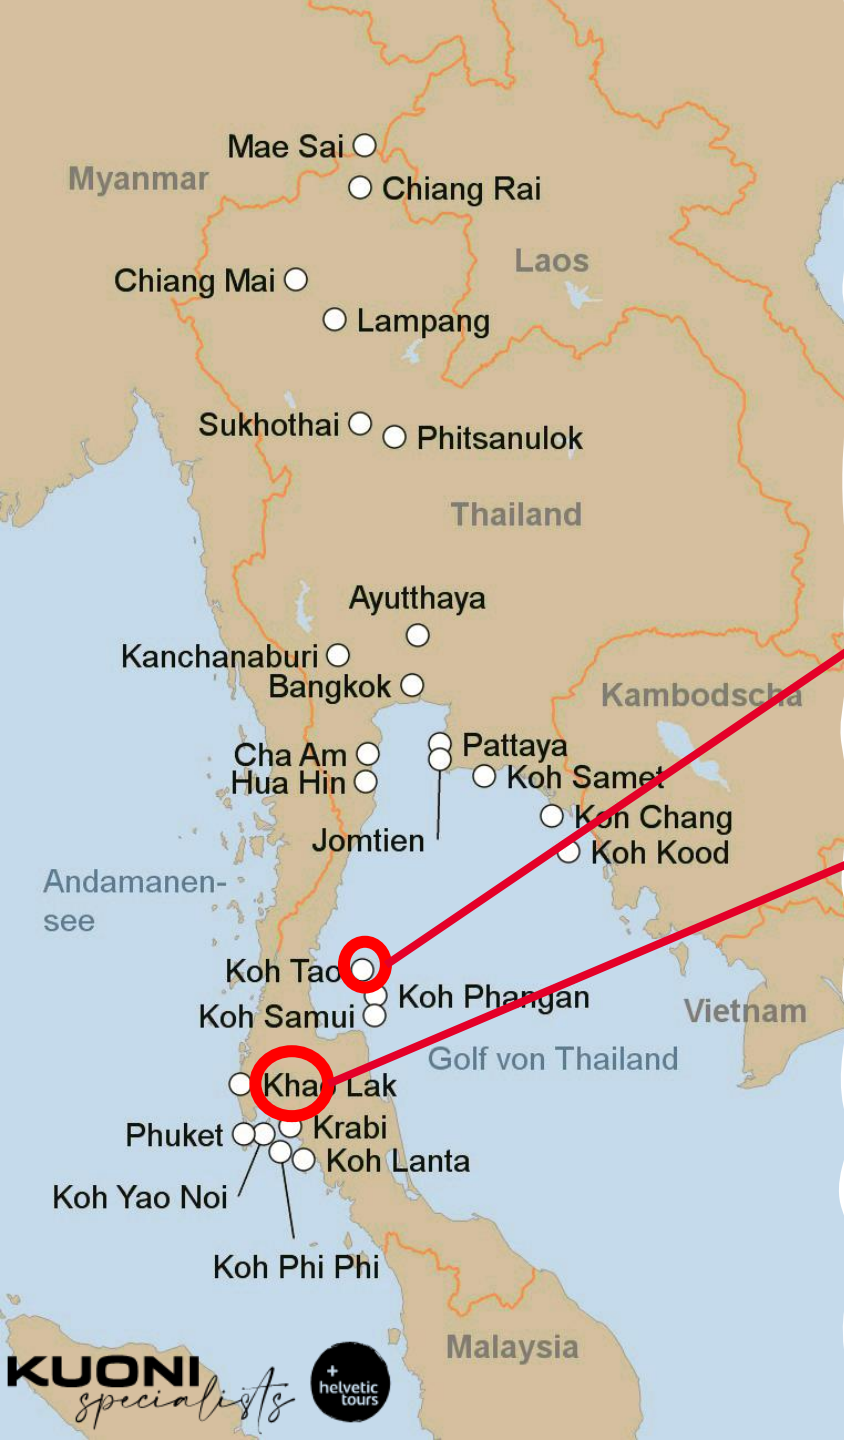 Mae Sai
Myanmar
Chiang Rai
Laos
Chiang Mai
Lampang
Sukhothai
Phitsanulok
Thailand
Ayutthaya
Kanchanaburi
Bangkok
Kambodscha
Pattaya
Cha Am
Koh Samet
Hua Hin
Koh Chang
Jomtien
Koh Kood
Andamanen-
see
Koh Tao
Koh Phangan
Koh Samui
Vietnam
Golf von Thailand
Khao Lak
Phuket
Krabi
Koh Lanta
Koh Yao Noi
Koh Phi Phi
Malaysia
KUONI
specialists
+
helvetic
tours